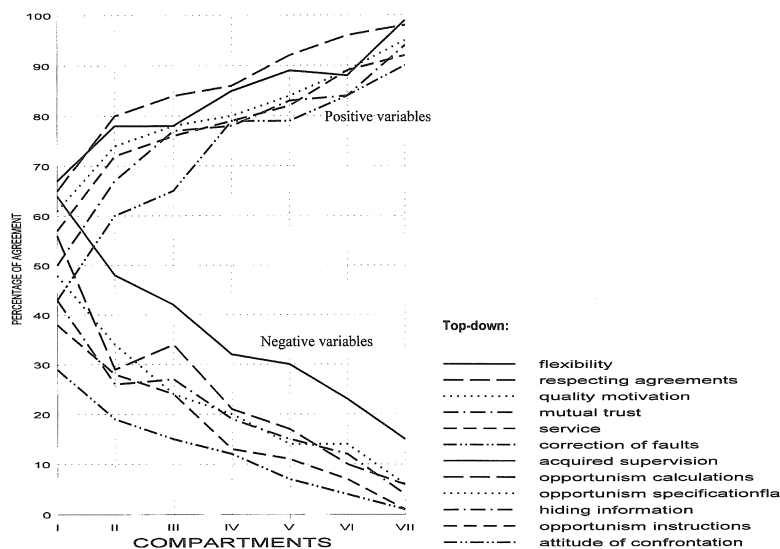 100
90
80
70
60
50
40
30
20
10
0
PERCENTAGE OF AGREEMENT
Positive variables
Negative variables
I II III IV V VI VII
COMPARTMENTS
Top-down:
flexibility
respecting agreements
quality motivation
mutual trust
service
correction of faults
acquired supervision
opportunism calculations
opportunism specificationfla
hiding information
opportunism instructions
attitude of confrontation